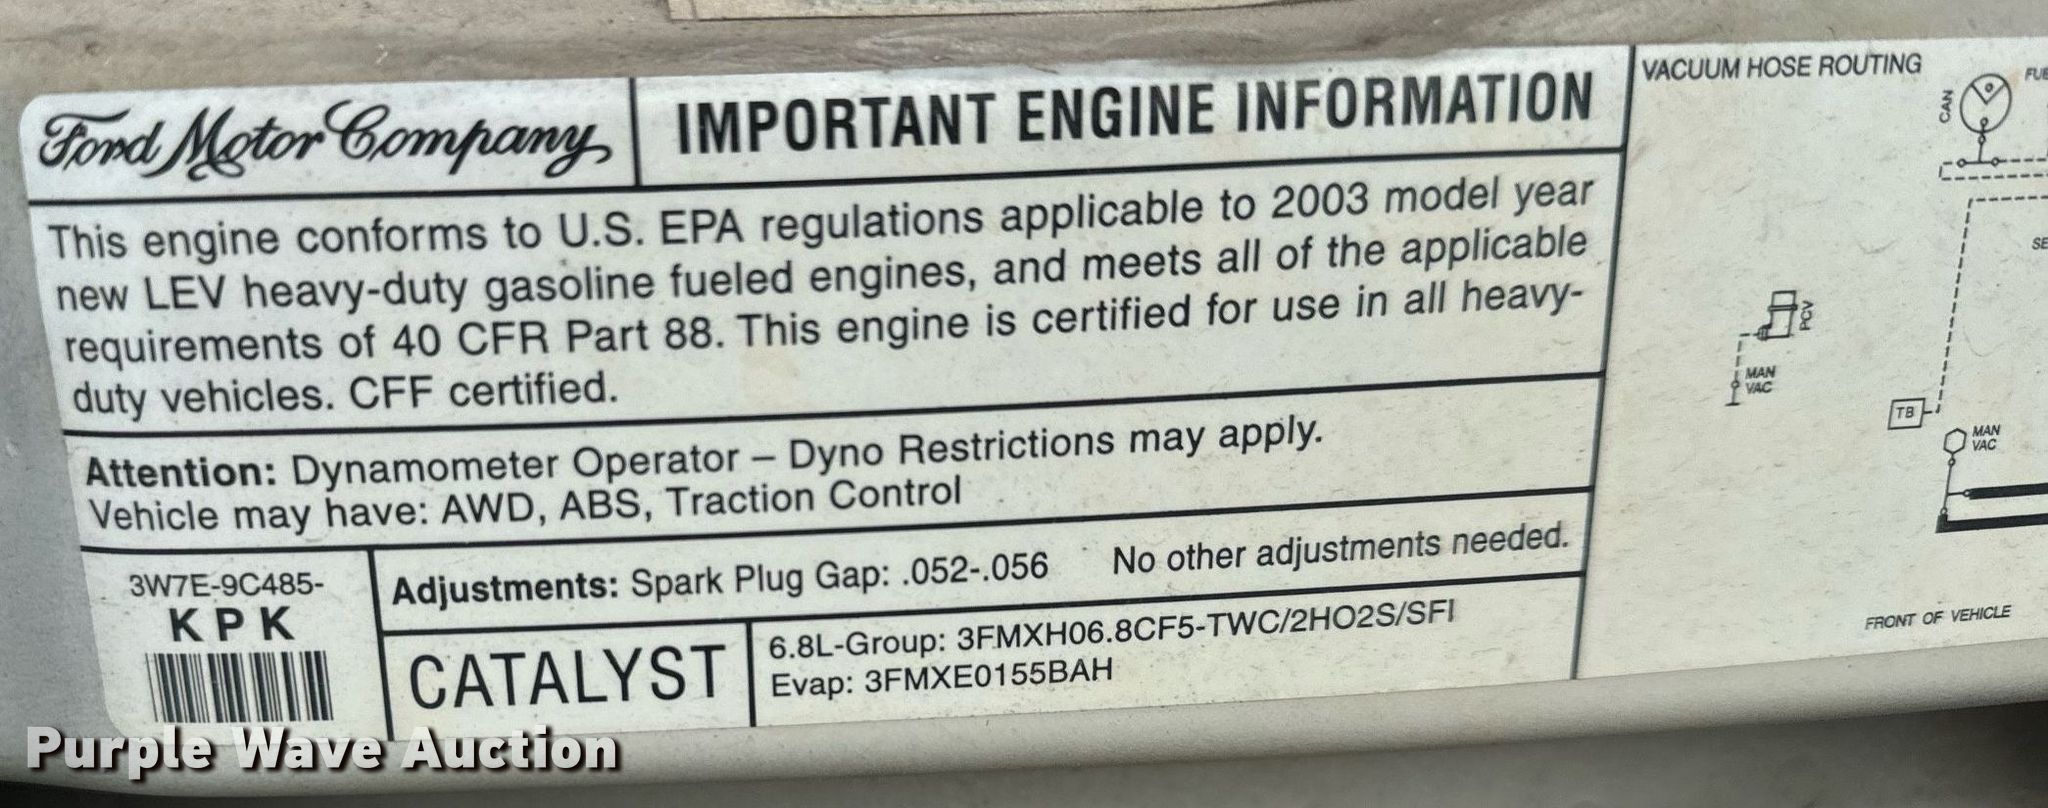 Ford Motor Company
IMPORTANT ENGINE INFORMATION
This engine conforms to U.S. EPA regulations applicable to 2003 model year
new LEV heavy-duty gasoline fueled engines, and meets all of the applicable
requirements of 40 CFR Part 88. This engine is certified for use in all heavy-
duty vehicles. CFF certified.
Attention: Dynamometer Operator – Dyno Restrictions may apply.
Vehicle may have: AWD, ABS, Traction Control
3W7E-9C485-
KPK
Adjustments: Spark Plug Gap: .052-.056 No other adjustments needed.
CATALYST
6.8L-Group: 3FMXH06.8CF5-TWC/2HO2S/SFI
Evap: 3FMXE0155BAH
VACUUM HOSE ROUTING
CAN
PCV
MAN
VAC
TB
MAN
VAC
FRONT OF VEHICLE
Purple Wave Auction